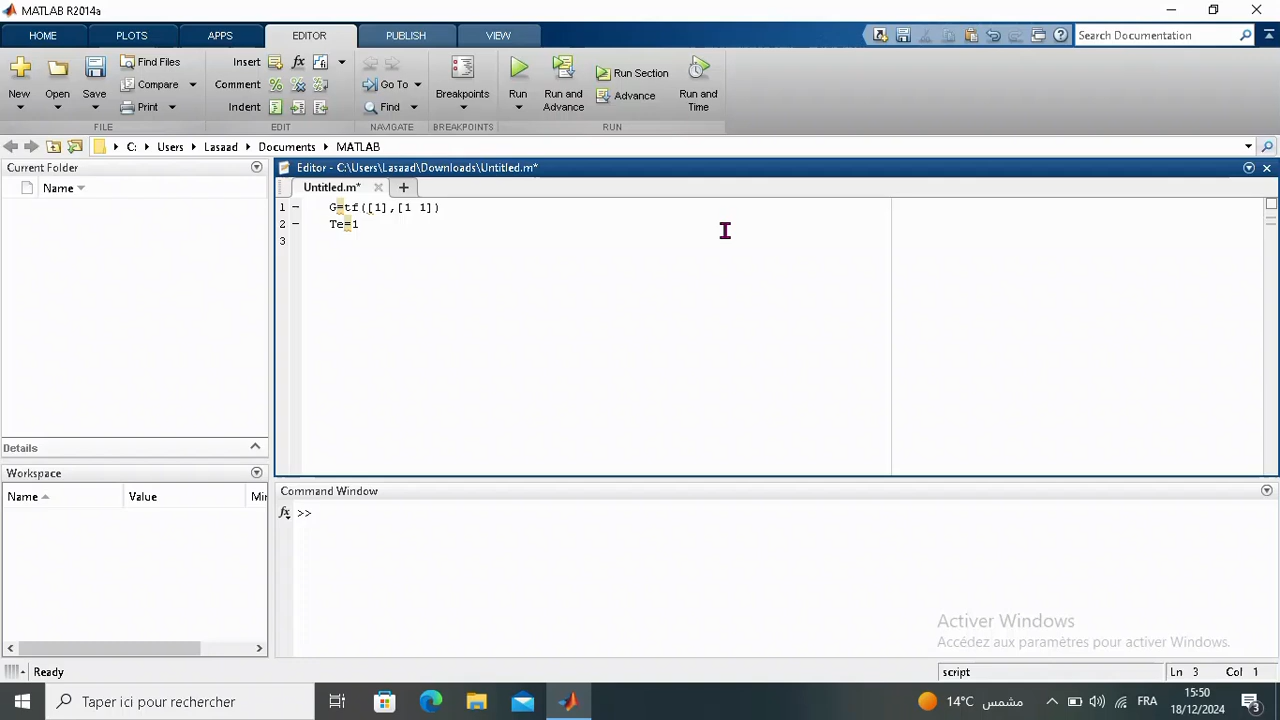 MATLAB R2014a
HOME PLOTS APPS EDITOR PUBLISH VIEW Search Documentation
New Open Save Find Files Compare Print
Insert Comment Indent
Go To Find
Breakpoints
Run Run and Advance Run Section Advance Run and Time
FILE EDIT NAVIGATE BREAKPOINTS RUN
C: Users Lasaad Documents MATLAB
Current Folder
Name
Details
Workspace
Name Value Mir
Editor - C:\Users\Lasaad\Downloads\Untitled.m*
Untitled.m* +
1 - G=tf([1],[1 1])
2 - Te=1
3
Command Window
fx >>
Activer Windows
Accédez aux paramètres pour activer Windows.
Ready script Ln 3 Col 1
Taper ici pour rechercher
14°C مشمس
FRA
15:50
18/12/2024
3